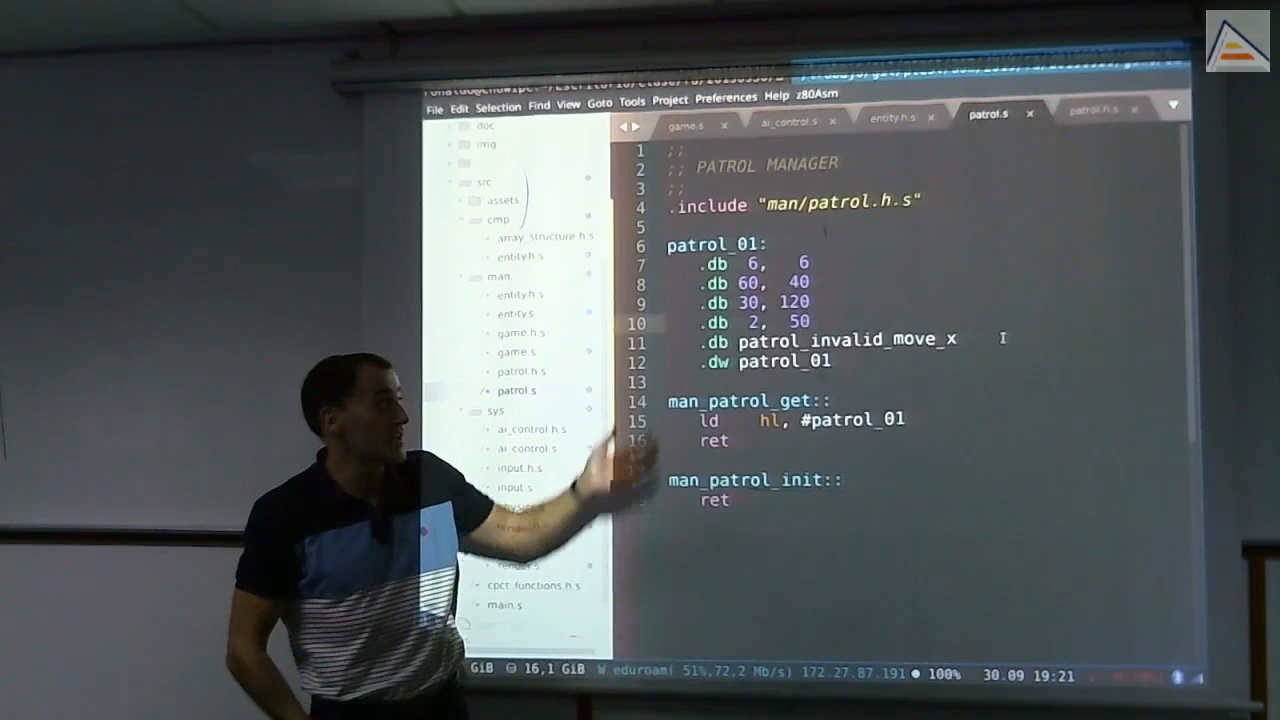 File Edit Selection Find View Goto Tools Project Preferences Help z80Asm
game.s ai_control.s entity.h.s patrol.s patrol.h.s
doc
img
src
assets
cmp
array_structure.h.s
entity.h.s
man
entity.h.s
entity.s
game.h.s
game.s
patrol.h.s
patrol.s
sys
ai_control.h.s
ai_control.s
input.h.s
input.s
render.s
cpct_functions.h.s
main.s
1 ;;
2 ;; PATROL MANAGER
3 ;;
4 .include "man/patrol.h.s"
5
6 patrol_01:
7 .db 6, 6
8 .db 60, 40
9 .db 30, 120
10 .db 2, 50
11 .db patrol_invalid_move_x
12 .dw patrol_01
13
14 man_patrol_get::
15 ld hl, #patrol_01
16 ret
man_patrol_init::
ret
GiB 16,1 GiB W eduroam( 51%,72,2 Mb/s) 172.27.87.191 100% 30.09 19:21